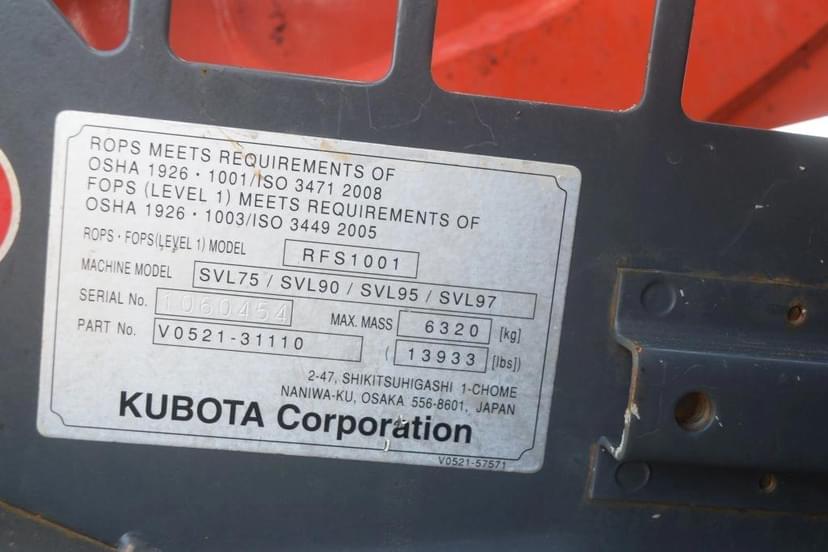 ROPS MEETS REQUIREMENTS OF
OSHA 1926・1001/ISO 3471 2008
FOPS (LEVEL 1) MEETS REQUIREMENTS OF
OSHA 1926・1003/ISO 3449 2005
ROPS・FOPS(LEVEL 1) MODEL RFS1001
MACHINE MODEL SVL75 / SVL90 / SVL95 / SVL97
SERIAL No. 1060454 MAX. MASS 6320 [kg]
PART No. V0521-31110 (13933 [lbs])
2-47, SHIKITSUHIGASHI 1-CHOME
NANIWA-KU, OSAKA 556-8601, JAPAN
KUBOTA Corporation
V0521-57571